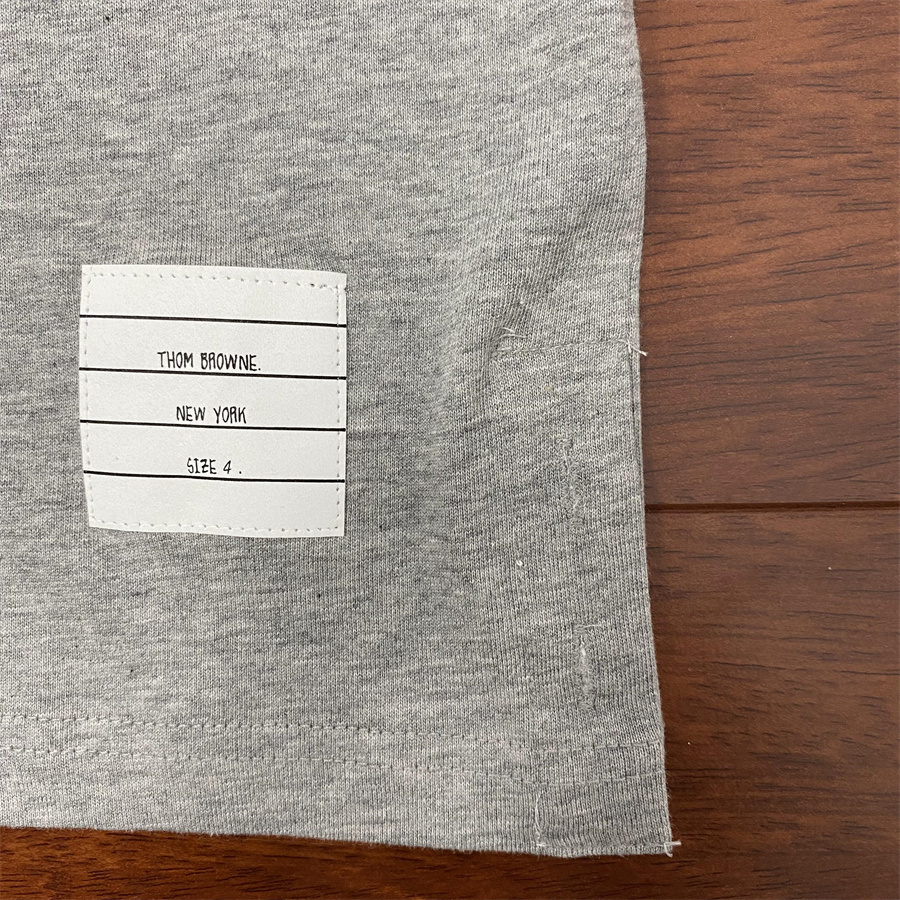 THOM BROWNE.
NEW YORK
SIZE 4 .